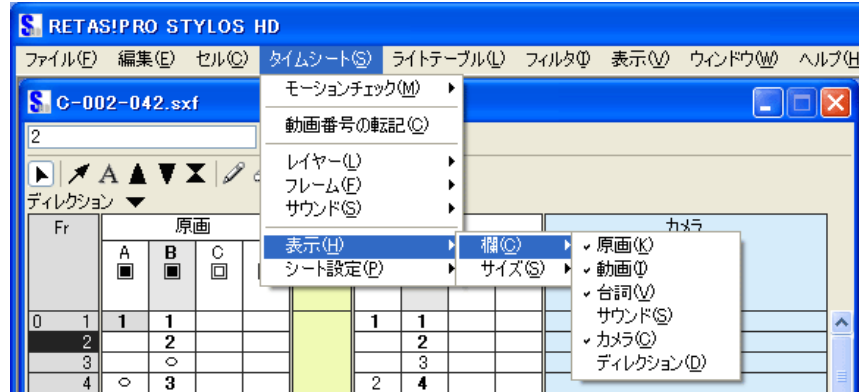 RETAS!PRO STYLOS HD
ファイル(F) 編集(E) セル(C) タイムシート(S) ライトテーブル(L) フィルタ(I) 表示(V) ウィンドウ(W) ヘルプ(H
C-002-042.sxf
モーションチェック(M)
2
動画番号の転記(C)
レイヤー(L)
フレーム(F)
サウンド(S)
ディレクション
Fr 原画 カメラ
表示(H) 欄(C) 原画(K)
A B C シート設定(P) サイズ(S) 動画(I)
台詞(V)
サウンド(S)
0 1 1 1 1 1 カメラ(C)
2 2 2 ディレクション(D)
3 ○ 3
4 ○ 3 2 4